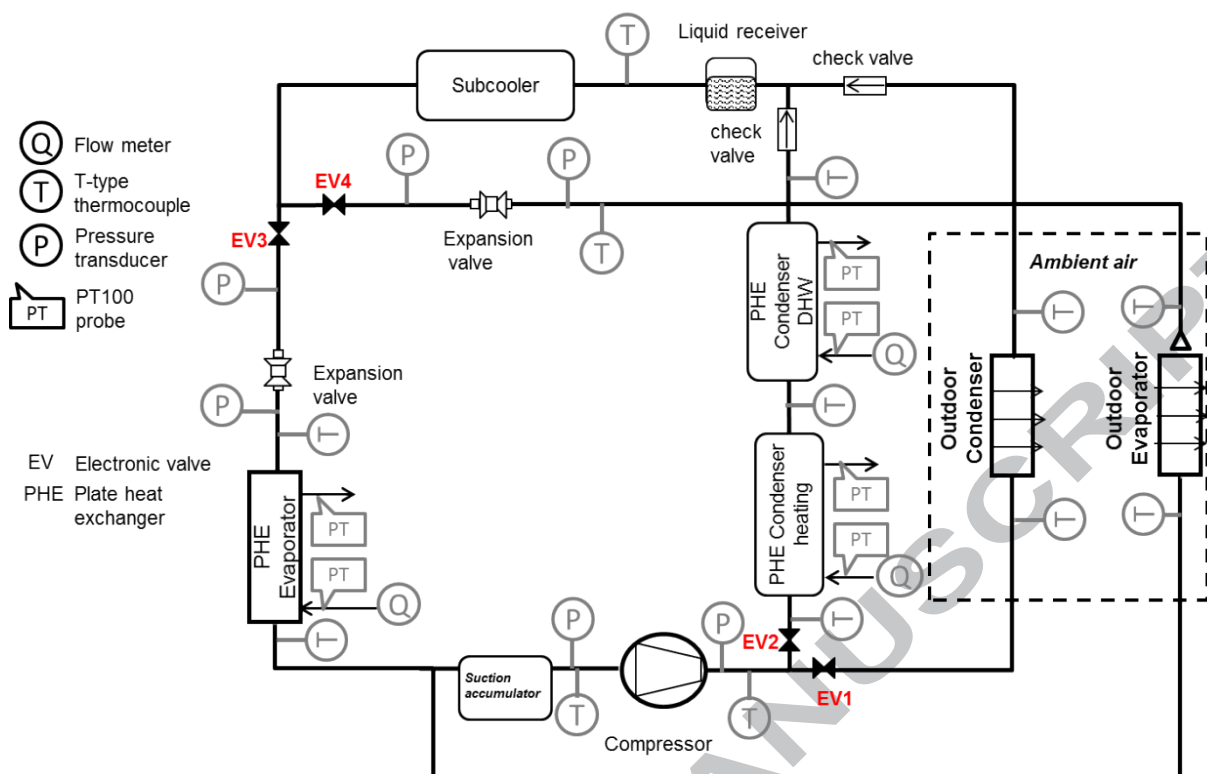 Liquid receiver
check valve
T
Subcooler
check
valve
Q Flow meter
T T-type
thermocouple
P Pressure
transducer
PT PT100
probe
EV4
P
P
T
EV3
Expansion
valve
T
P
PHE
Condenser
DHW
PT
PT
Q
Ambient air
T
T
Expansion
valve
P
T
T
Outdoor
Condenser
Outdoor
Evaporator
EV Electronic valve
PHE Plate heat
exchanger
PHE
Evaporator
PT
PT
Q
PHE Condenser
heating
PT
PT
Q
T
T
T
P
P
T
EV2
Suction
accumulator
T
T
EV1
Compressor
ANUSCRIPT